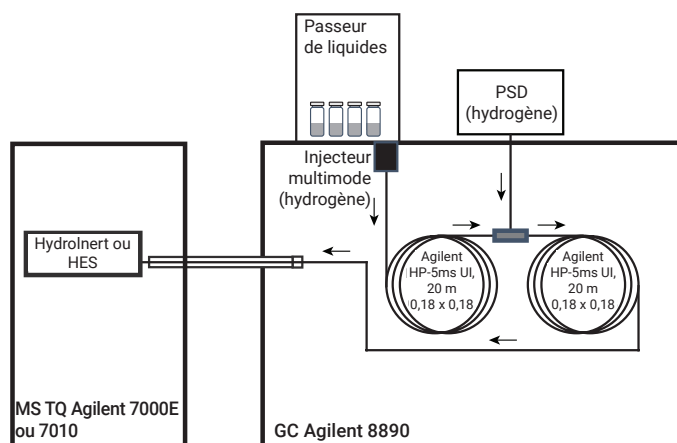 Passeur
de liquides
PSD
(hydrogène)
Injecteur
multimode
(hydrogène)
HydroInert ou
HES
Agilent
HP-5ms UI,
20 m
0,18 x 0,18
Agilent
HP-5ms UI,
20 m
0,18 x 0,18
MS TQ Agilent 7000E
ou 7010
GC Agilent 8890